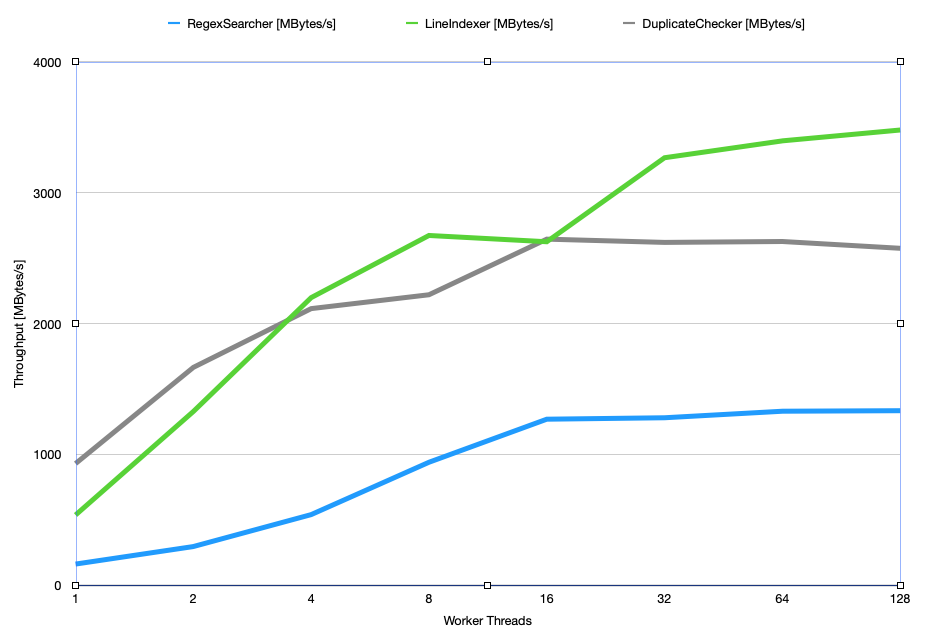 RegexSearcher [MBytes/s] LineIndexer [MBytes/s] DuplicateChecker [MBytes/s]
4000
3000
2000
1000
0
Throughput [MBytes/s]
1 2 4 8 16 32 64 128
Worker Threads